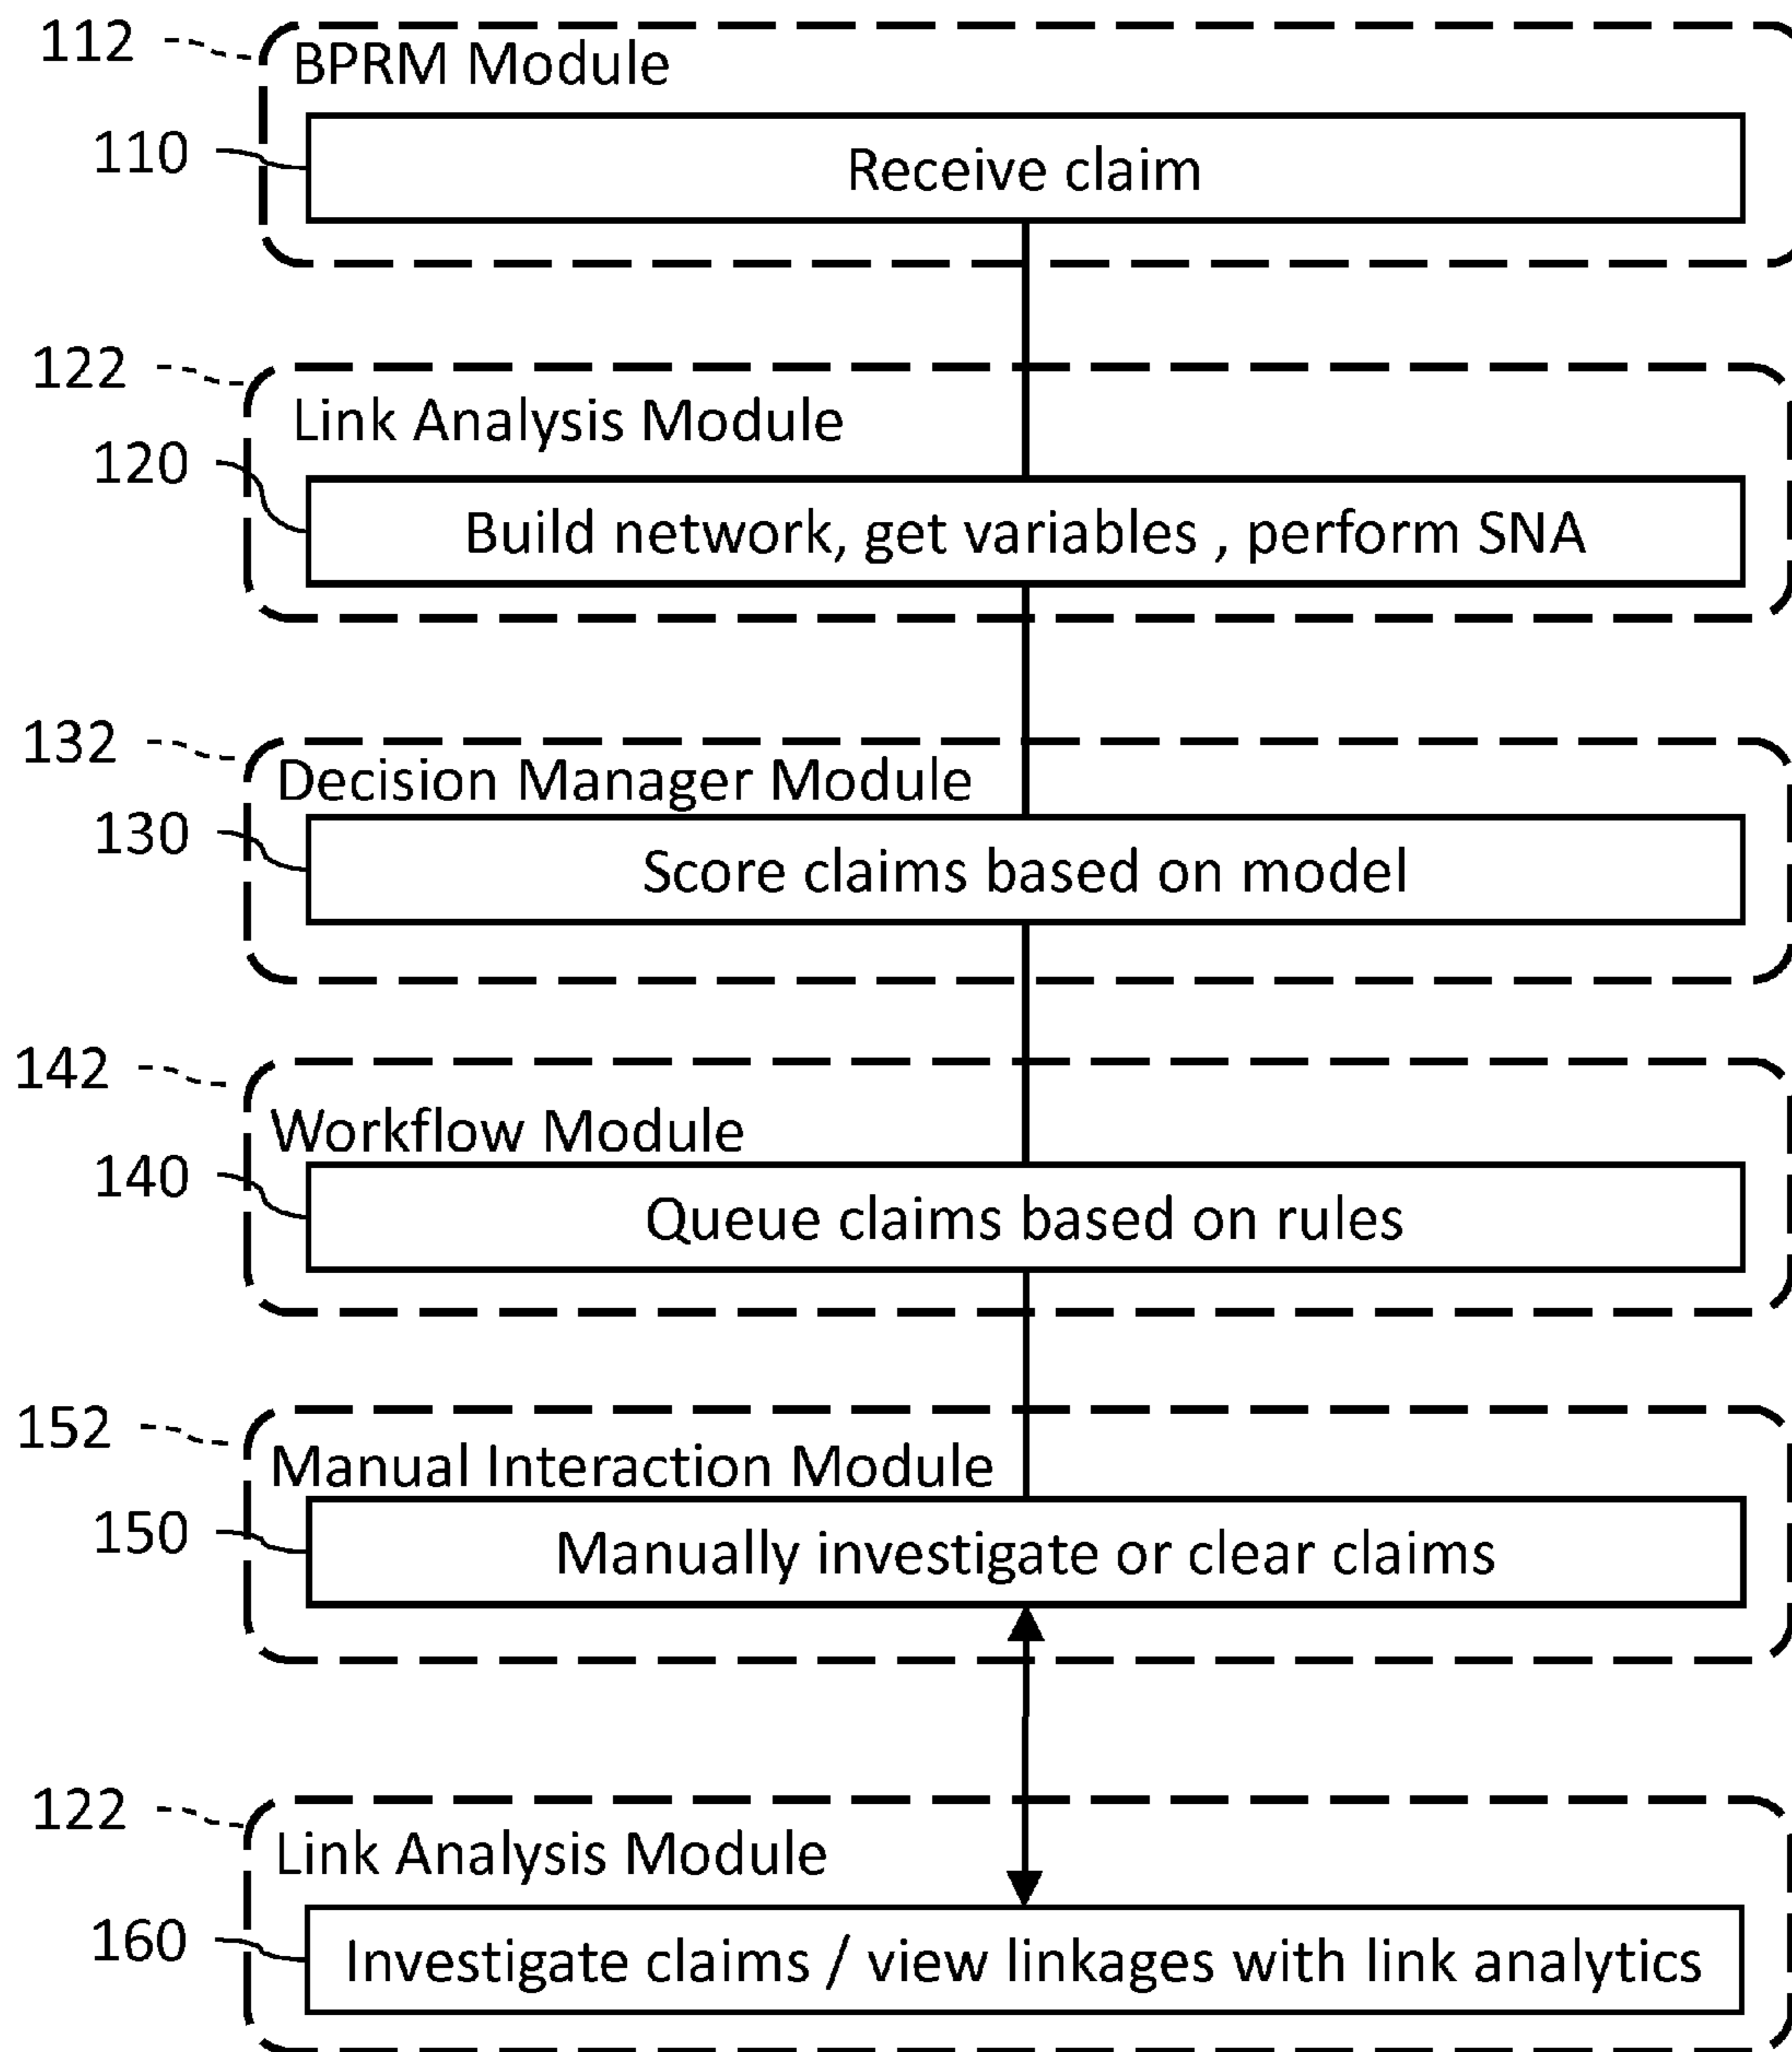 112
BPRM Module
110
Receive claim
122
Link Analysis Module
120
Build network, get variables , perform SNA
132
Decision Manager Module
130
Score claims based on model
142
Workflow Module
140
Queue claims based on rules
152
Manual Interaction Module
150
Manually investigate or clear claims
122
Link Analysis Module
160
Investigate claims / view linkages with link analytics